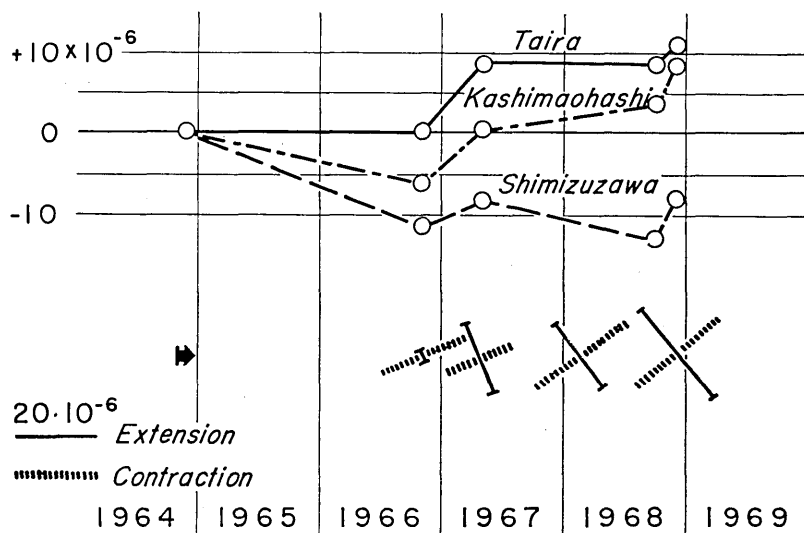 +10×10⁻⁶
Taira
Kashimaohashi
0
Shimizuzawa
-10
20·10⁻⁶
Extension
Contraction
1964 1965 1966 1967 1968 1969